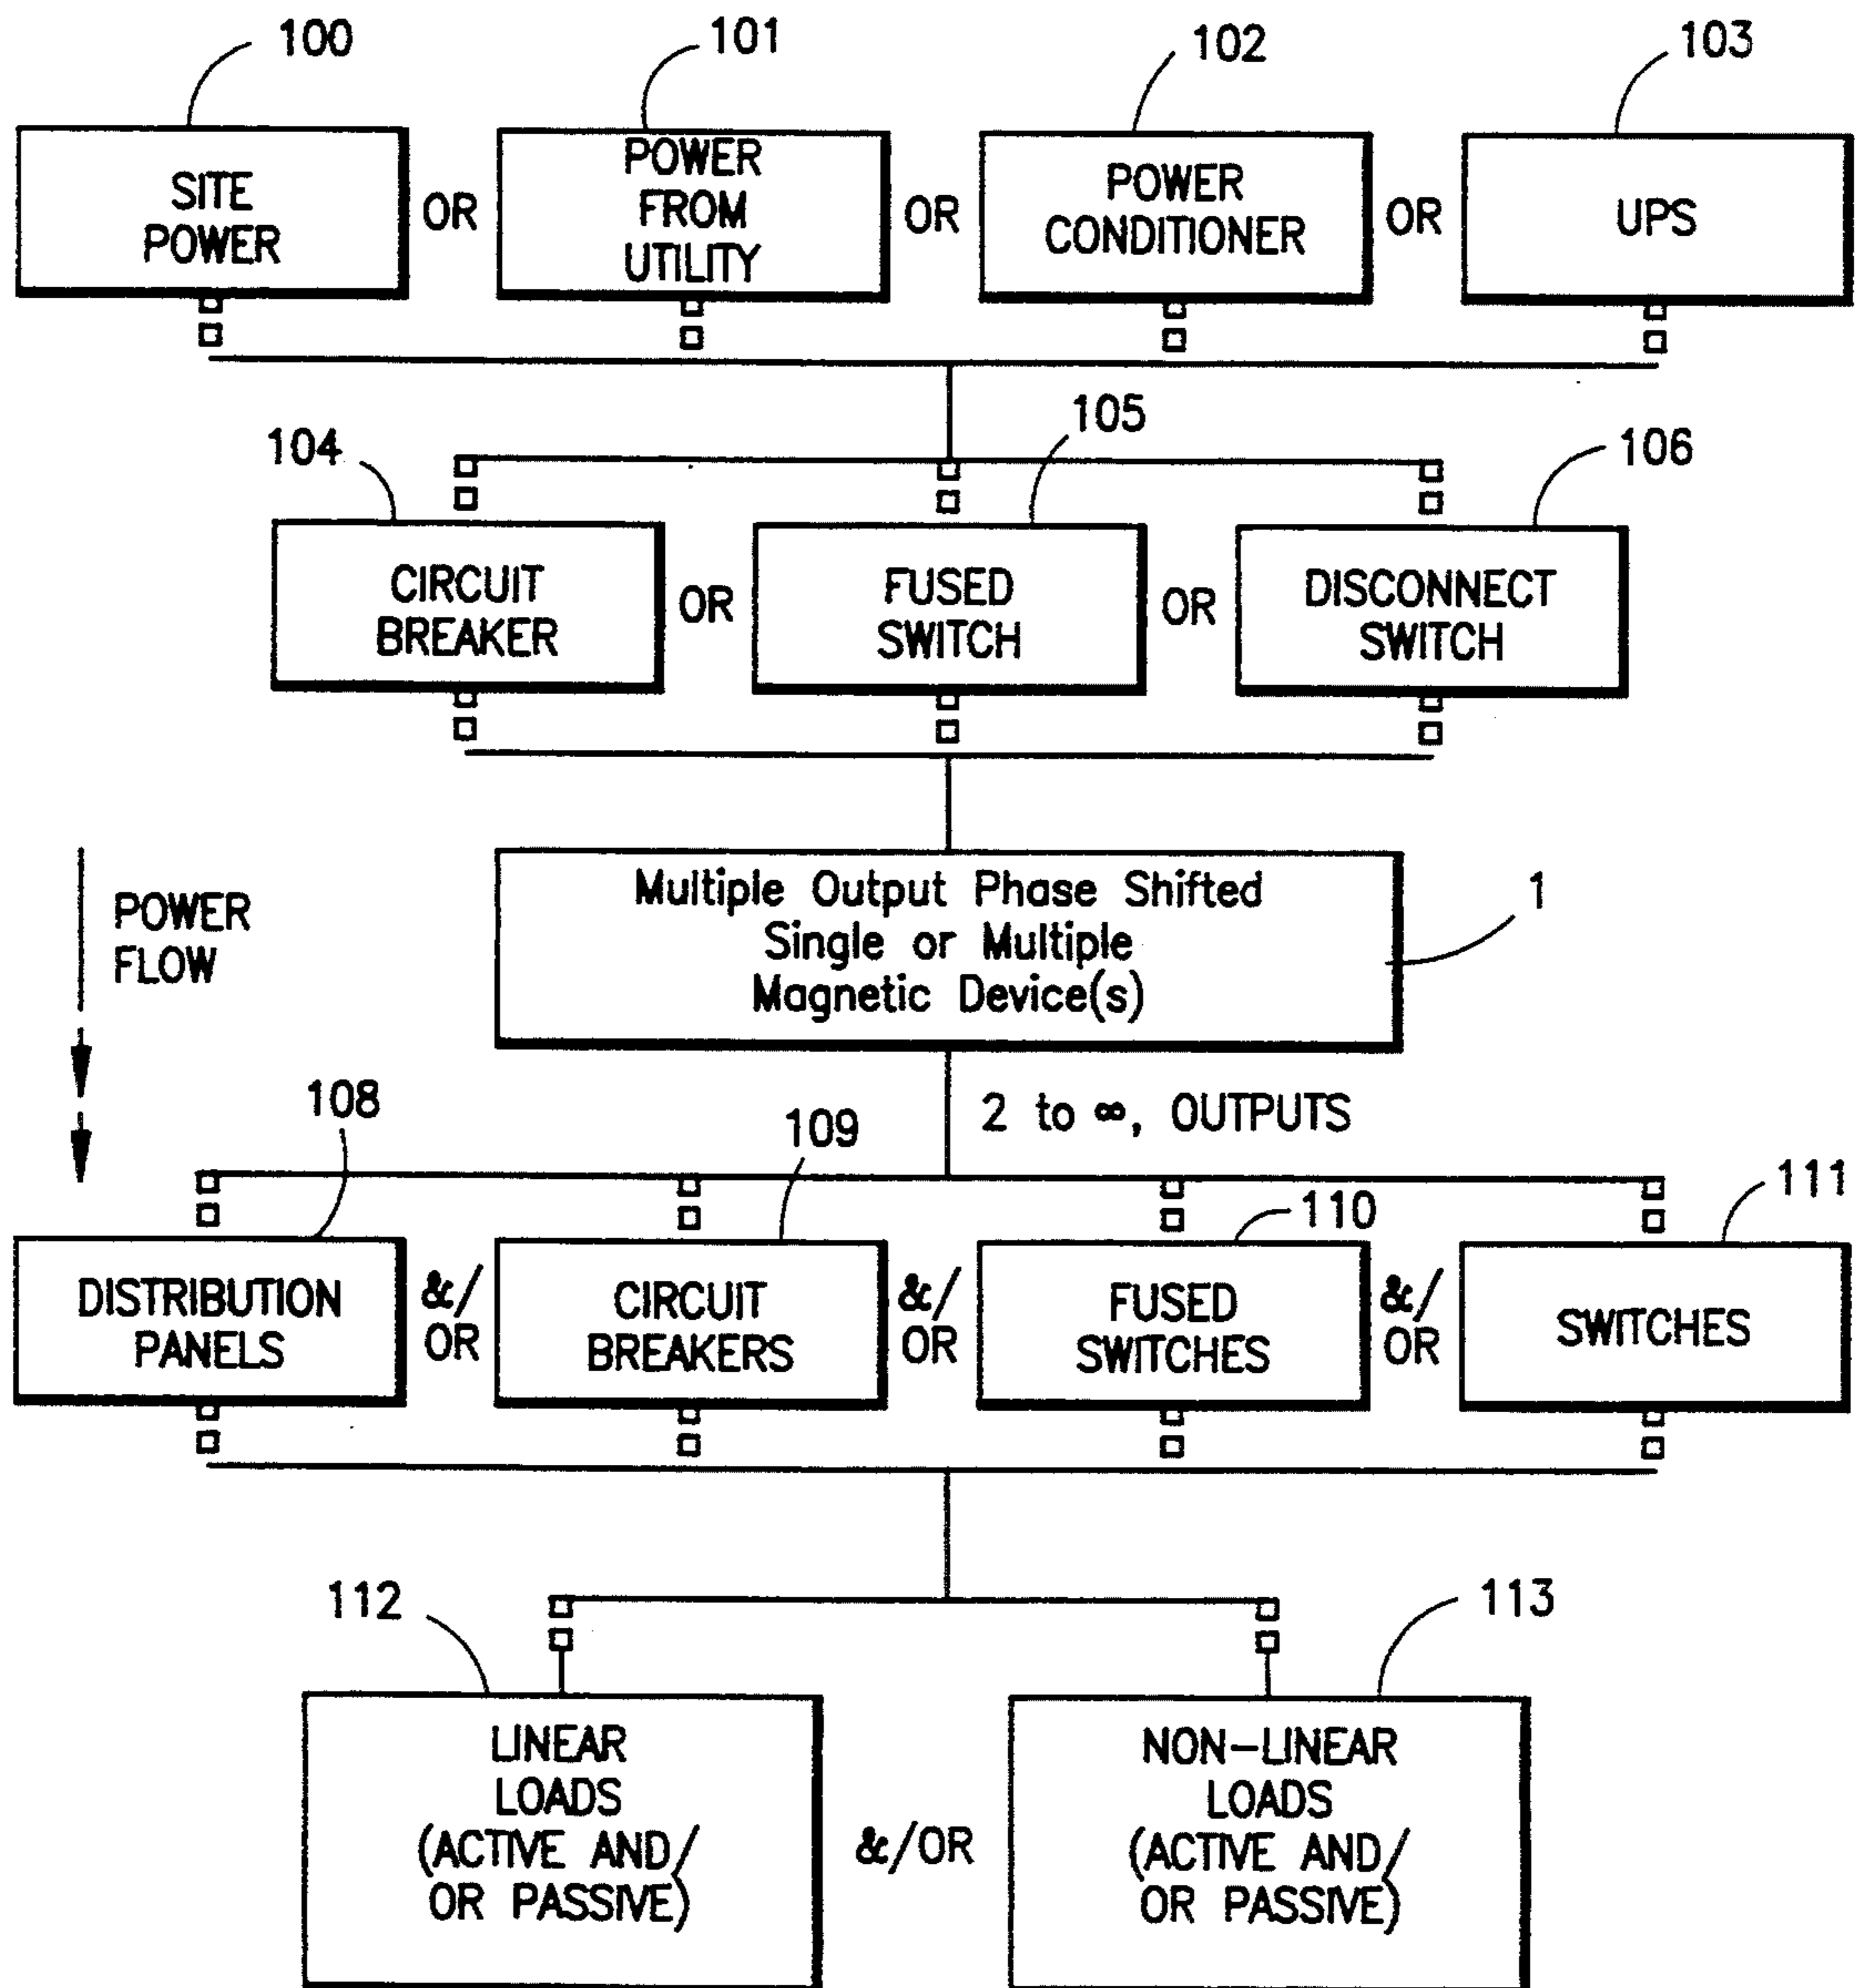 100
101
102
103
SITE
POWER
OR
POWER
FROM
UTILITY
OR
POWER
CONDITIONER
OR
UPS
104
105
106
CIRCUIT
BREAKER
OR
FUSED
SWITCH
OR
DISCONNECT
SWITCH
POWER
FLOW
Multiple Output Phase Shifted
Single or Multiple
Magnetic Device(s)
1
2 to ∞, OUTPUTS
108
109
110
111
DISTRIBUTION
PANELS
&/
OR
CIRCUIT
BREAKERS
&/
OR
FUSED
SWITCHES
&/
OR
SWITCHES
112
113
LINEAR
LOADS
(ACTIVE AND/
OR PASSIVE)
&/OR
NON-LINEAR
LOADS
(ACTIVE AND/
OR PASSIVE)